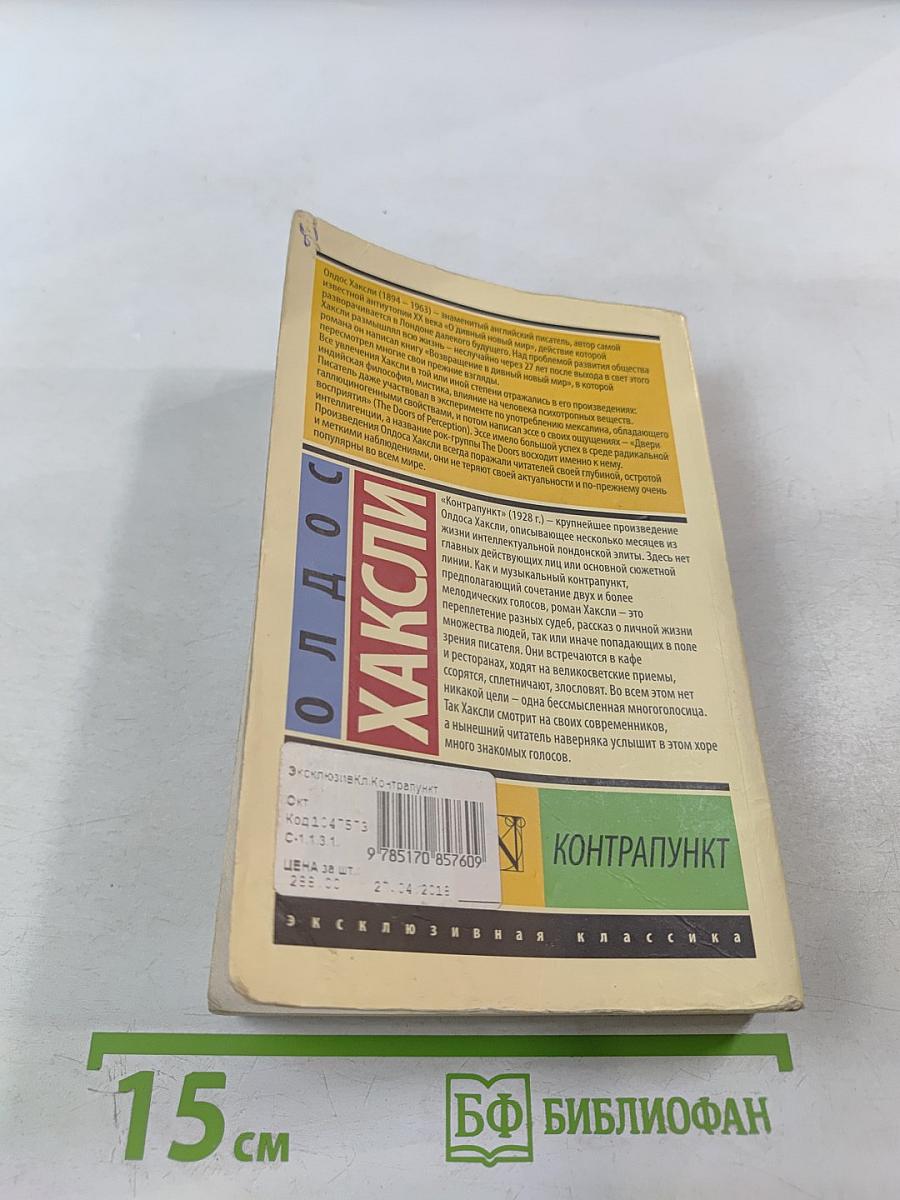 Олдос Хаксли (1894 – 1963) – знаменитый английский писатель, автор самой
известной антиутопии XX века «О дивный новый мир», действие которой
разворачивается в Лондоне далекого будущего. Над проблемой развития общества
Хаксли размышлял всю жизнь – неслучайно через 27 лет после выхода в свет этого
романа он написал книгу «Возвращение в дивный новый мир», в которой
пересмотрел многие свои прежние взгляды.
Все увлечения Хаксли в той или иной степени отражались в его произведениях:
индийская философия, мистика, влияние на человека психотропных веществ.
Писатель даже участвовал в эксперименте по употреблению мескалина, обладающего
галлюциногенными свойствами, и потом написал эссе о своих ощущениях – «Двери
восприятия» (The Doors of Perception). Эссе имело большой успех в среде радикальной
интеллигенции, а название рок-группы The Doors восходит именно к нему.
Произведения Олдоса Хаксли всегда поражали читателей своей глубиной, остротой
и меткими наблюдениями, они не теряют своей актуальности и по-прежнему очень
популярны во всем мире.
ОЛДОС
ХАКСЛИ
«Контрапункт» (1928 г.) – крупнейшее произведение
Олдоса Хаксли, описывающее несколько месяцев из
жизни интеллектуальной лондонской элиты. Здесь нет
главных действующих лиц или основной сюжетной
линии. Как и музыкальный контрапункт,
предполагающий сочетание двух и более
мелодических голосов, роман Хаксли – это
переплетение разных судеб, рассказ о личной жизни
множества людей, так или иначе попадающих в поле
зрения писателя. Они встречаются в кафе
и ресторанах, ходят на великосветские приемы,
ссорятся, сплетничают, злословят. Во всем этом нет
никакой цели – одна бессмысленная многоголосица.
Так Хаксли смотрит на своих современников,
а нынешний читатель наверняка услышит в этом хоре
много знакомых голосов.
ЭксклюзивКл.Контрапункт
Окт
Код 1047573
С-1.1.3.1.
ЦЕНА за шт.
288.00 27.04.2018
9 785170 857609
КОНТРАПУНКТ
эксклюзивная классика
15 см
БФ БИБЛИОФАН